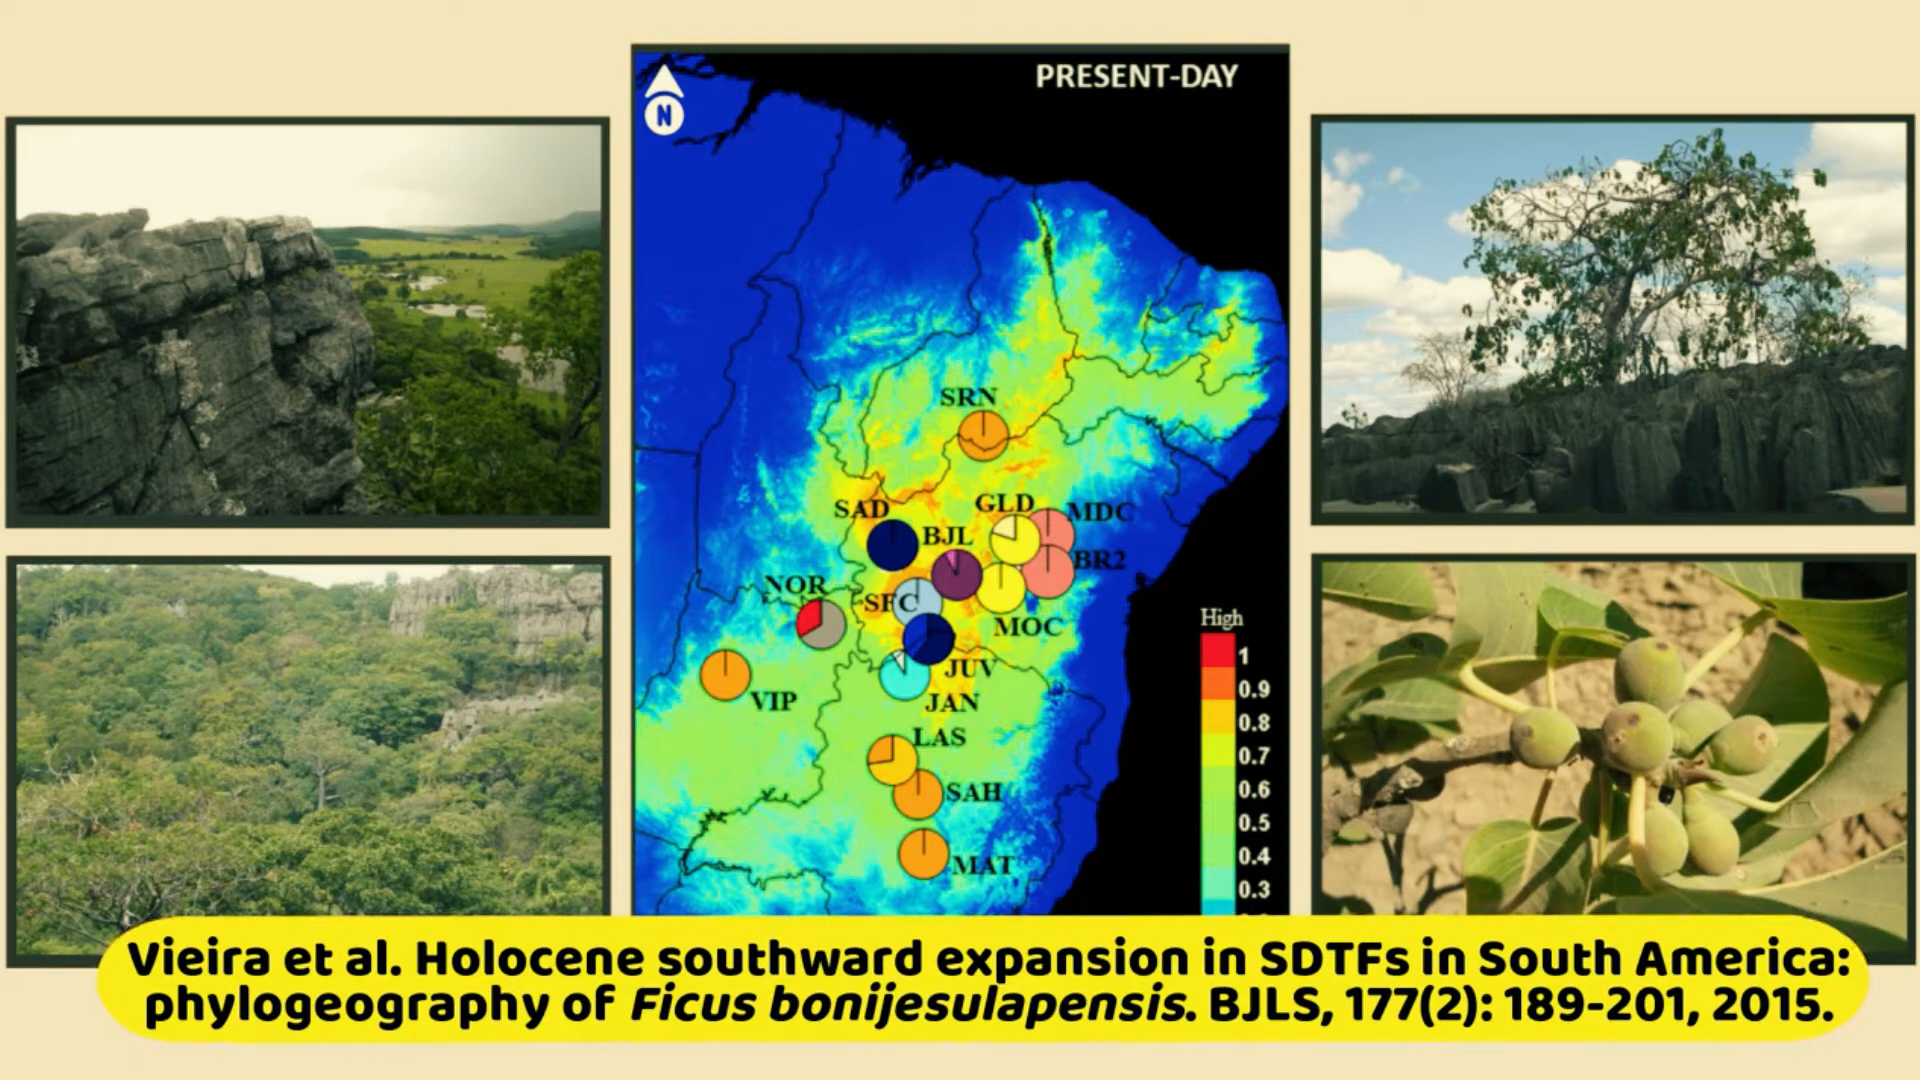 PRESENT-DAY
N
SRN
SAD
GLD
MDC
BJL
BR2
NOR
SFC
MOC
JUV
VIP
JAN
LAS
SAH
MAT
High
1
0.9
0.8
0.7
0.6
0.5
0.4
0.3
Vieira et al. Holocene southward expansion in SDTFs in South America:
phylogeography of Ficus bonijesulapensis. BJLS, 177(2): 189-201, 2015.